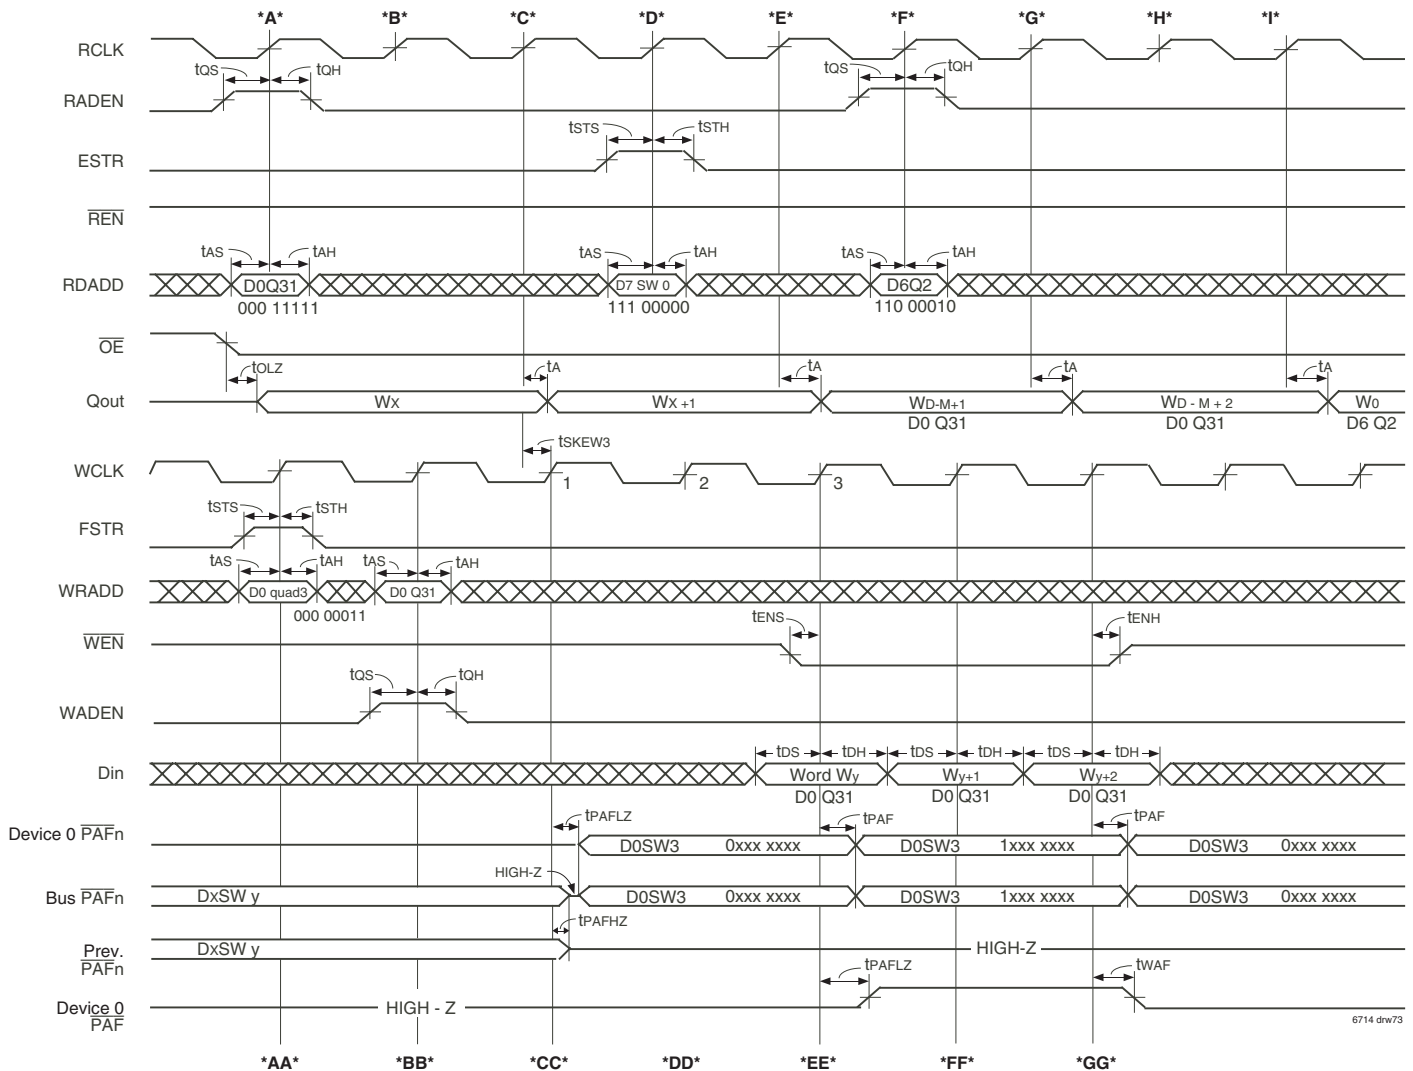 *A* *B* *C* *D* *E* *F* *G* *H* *I*
RCLK
tQS tQH tQS tQH
RADEN
tSTS tSTH
ESTR
REN
tAS tAH tAS tAH tAS tAH
RDADD D0Q31 D7 SW 0 D6Q2
000 11111 111 00000 110 00010
OE
tOLZ tA tA tA tA
Qout WX WX +1 WD-M+1 WD - M + 2 W0
D0 Q31 D0 Q31 D6 Q2
tSKEW3
WCLK 1 2 3
tSTS tSTH
FSTR
tAS tAH tAS tAH
WRADD D0 quad3 D0 Q31
000 00011
tENS tENH
WEN
tQS tQH
WADEN
tDS tDH tDS tDH tDS tDH
Din Word Wy Wy+1 Wy+2
D0 Q31 D0 Q31 D0 Q31
tPAFLZ tPAF tPAF
Device 0 PAFn D0SW3 0xxx xxxx D0SW3 1xxx xxxx D0SW3 0xxx xxxx
HIGH-Z
Bus PAFn DxSW y D0SW3 0xxx xxxx D0SW3 1xxx xxxx D0SW3 0xxx xxxx
tPAFHZ
Prev. DxSW y HIGH-Z
PAFn
tPAFLZ tWAF
Device 0 HIGH - Z
PAF
6714 drw73
*AA* *BB* *CC* *DD* *EE* *FF* *GG*